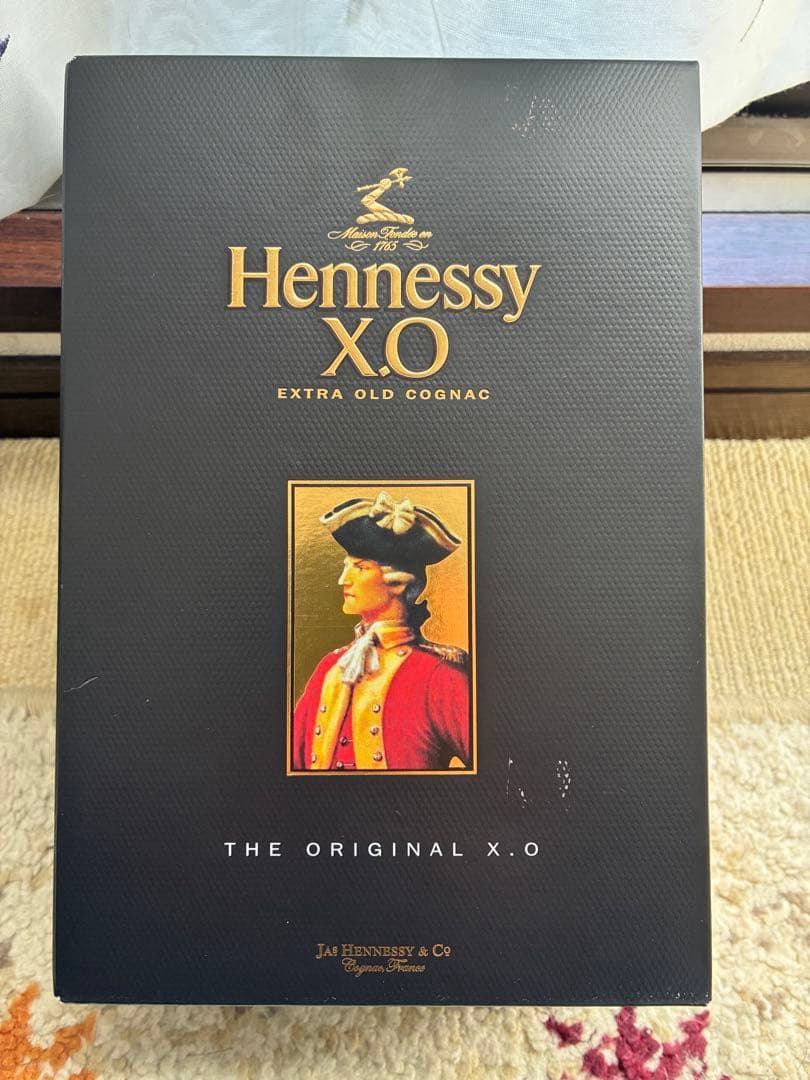 Maison Fondée en
1765
Hennessy
X.O
EXTRA OLD COGNAC
THE ORIGINAL X.O
JAS HENNESSY & Co
Cognac, France